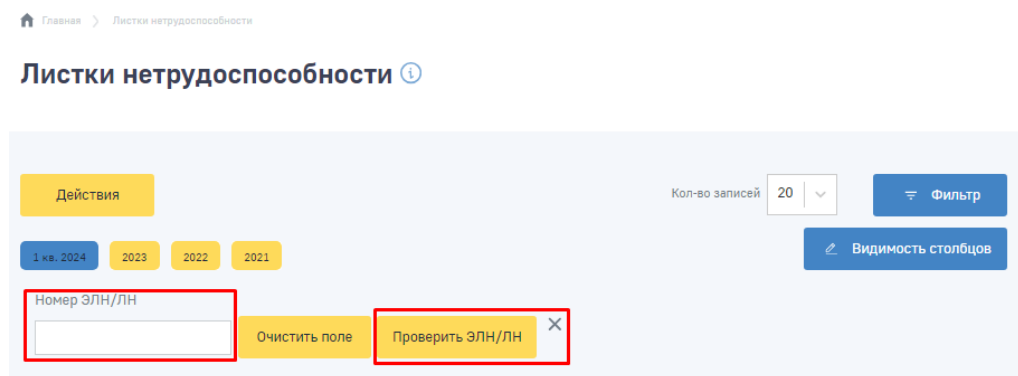 Главная > Листки нетрудоспособности
Листки нетрудоспособности
Действия
Кол-во записей 20
Фильтр
Видимость столбцов
1 кв. 2024 2023 2022 2021
Номер ЭЛН/ЛН
Очистить поле Проверить ЭЛН/ЛН